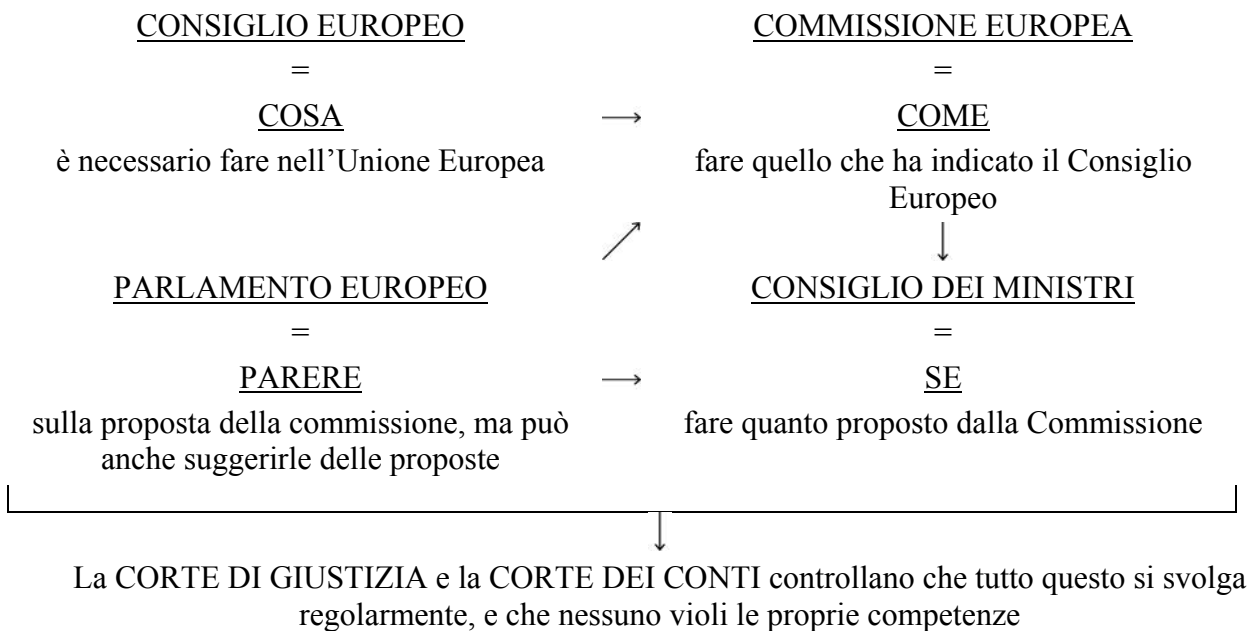 CONSIGLIO EUROPEO
=
COSA
è necessario fare nell’Unione Europea
COMMISSIONE EUROPEA
=
COME
fare quello che ha indicato il Consiglio
Europeo
PARLAMENTO EUROPEO
=
PARERE
sulla proposta della commissione, ma può
anche suggerirle delle proposte
CONSIGLIO DEI MINISTRI
=
SE
fare quanto proposto dalla Commissione
La CORTE DI GIUSTIZIA e la CORTE DEI CONTI controllano che tutto questo si svolga
regolarmente, e che nessuno violi le proprie competenze